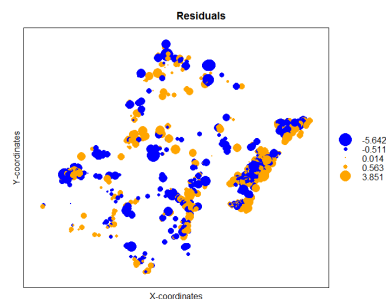 Residuals
Y-coordinates
X-coordinates
-5.642
-0.511
0.014
0.563
3.851